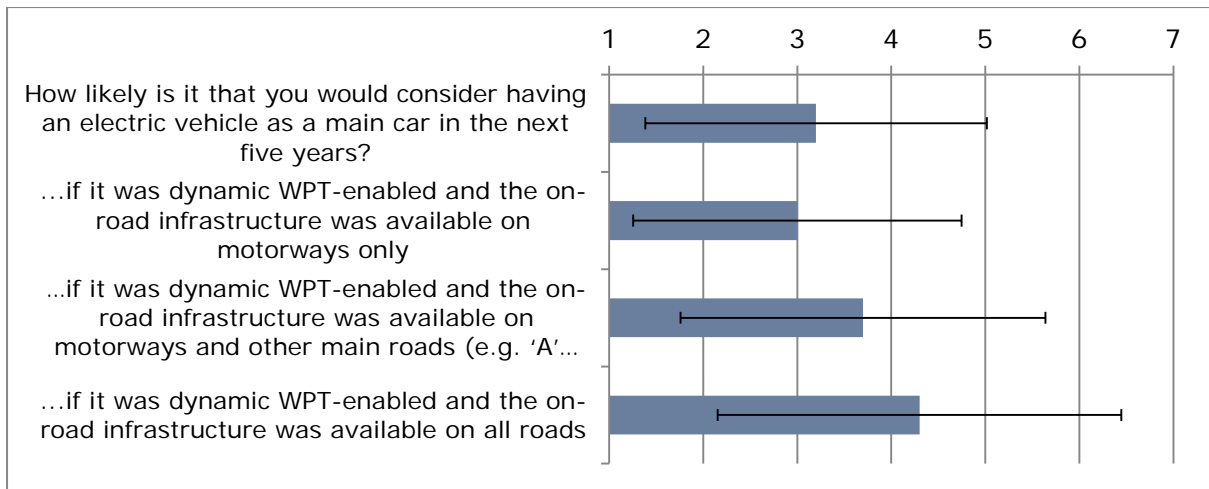 1 2 3 4 5 6 7
How likely is it that you would consider having
an electric vehicle as a main car in the next
five years?
…if it was dynamic WPT-enabled and the on-
road infrastructure was available on
motorways only
...if it was dynamic WPT-enabled and the on-
road infrastructure was available on
motorways and other main roads (e.g. ‘A’…
…if it was dynamic WPT-enabled and the on-
road infrastructure was available on all roads